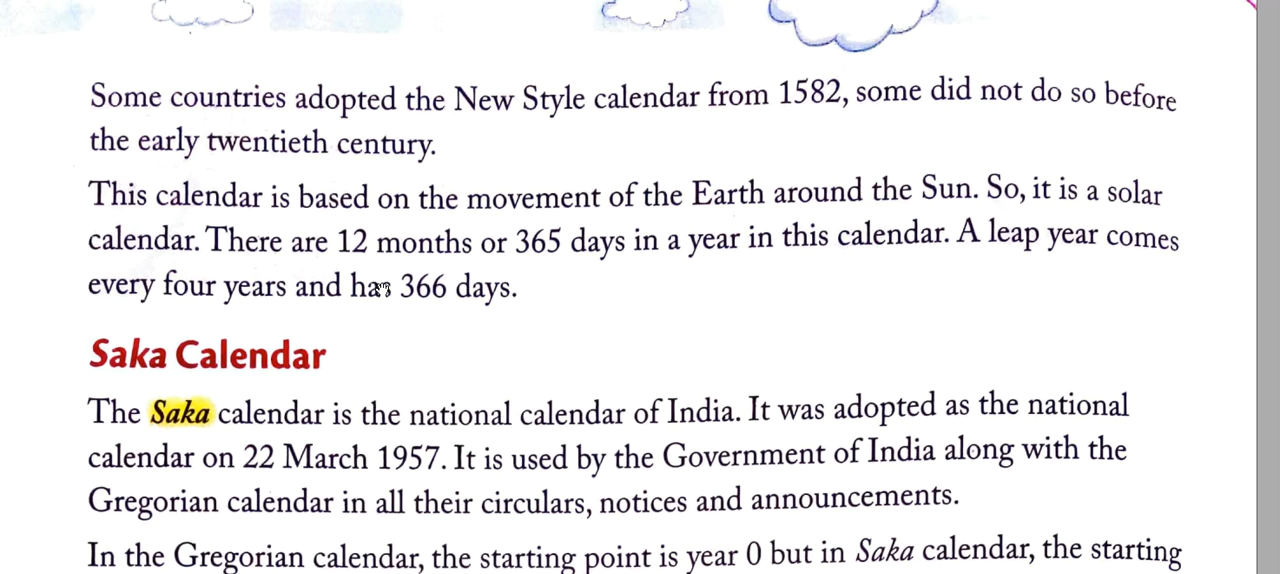 Some countries adopted the New Style calendar from 1582, some did not do so before
the early twentieth century.
This calendar is based on the movement of the Earth around the Sun. So, it is a solar
calendar. There are 12 months or 365 days in a year in this calendar. A leap year comes
every four years and has 366 days.
Saka Calendar
The Saka calendar is the national calendar of India. It was adopted as the national
calendar on 22 March 1957. It is used by the Government of India along with the
Gregorian calendar in all their circulars, notices and announcements.
In the Gregorian calendar, the starting point is year 0 but in Saka calendar, the starting